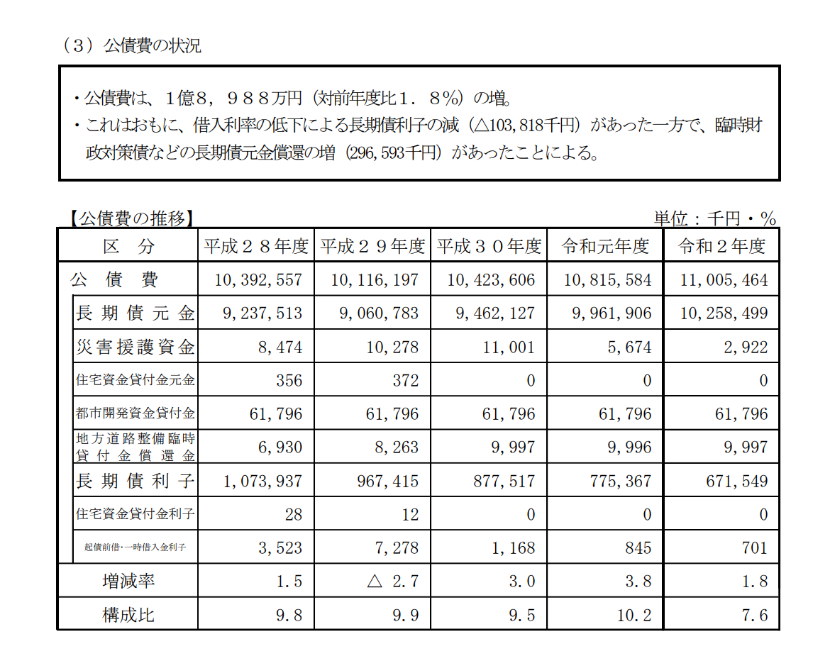 （３）公債費の状況
・公債費は、１億８，９８８万円（対前年度比１．８％）の増。
・これはおもに、借入利率の低下による長期債利子の減（△103,818千円）があった一方で、臨時財
政対策債などの長期債元金償還の増（296,593千円）があったことによる。
【公債費の推移】 単位：千円・％
区　分 平成２８年度 平成２９年度 平成３０年度 令和元年度 令和２年度
公　債　費 10,392,557 10,116,197 10,423,606 10,815,584 11,005,464
長期債元金 9,237,513 9,060,783 9,462,127 9,961,906 10,258,499
災害援護資金 8,474 10,278 11,001 5,674 2,922
住宅資金貸付金元金 356 372 0 0 0
都市開発資金貸付金 61,796 61,796 61,796 61,796 61,796
地方道路整備臨時
貸付金償還金 6,930 8,263 9,997 9,996 9,997
長期債利子 1,073,937 967,415 877,517 775,367 671,549
住宅資金貸付金利子 28 12 0 0 0
起債前借・一時借入金利子 3,523 7,278 1,168 845 701
増減率 1.5 △ 2.7 3.0 3.8 1.8
構成比 9.8 9.9 9.5 10.2 7.6